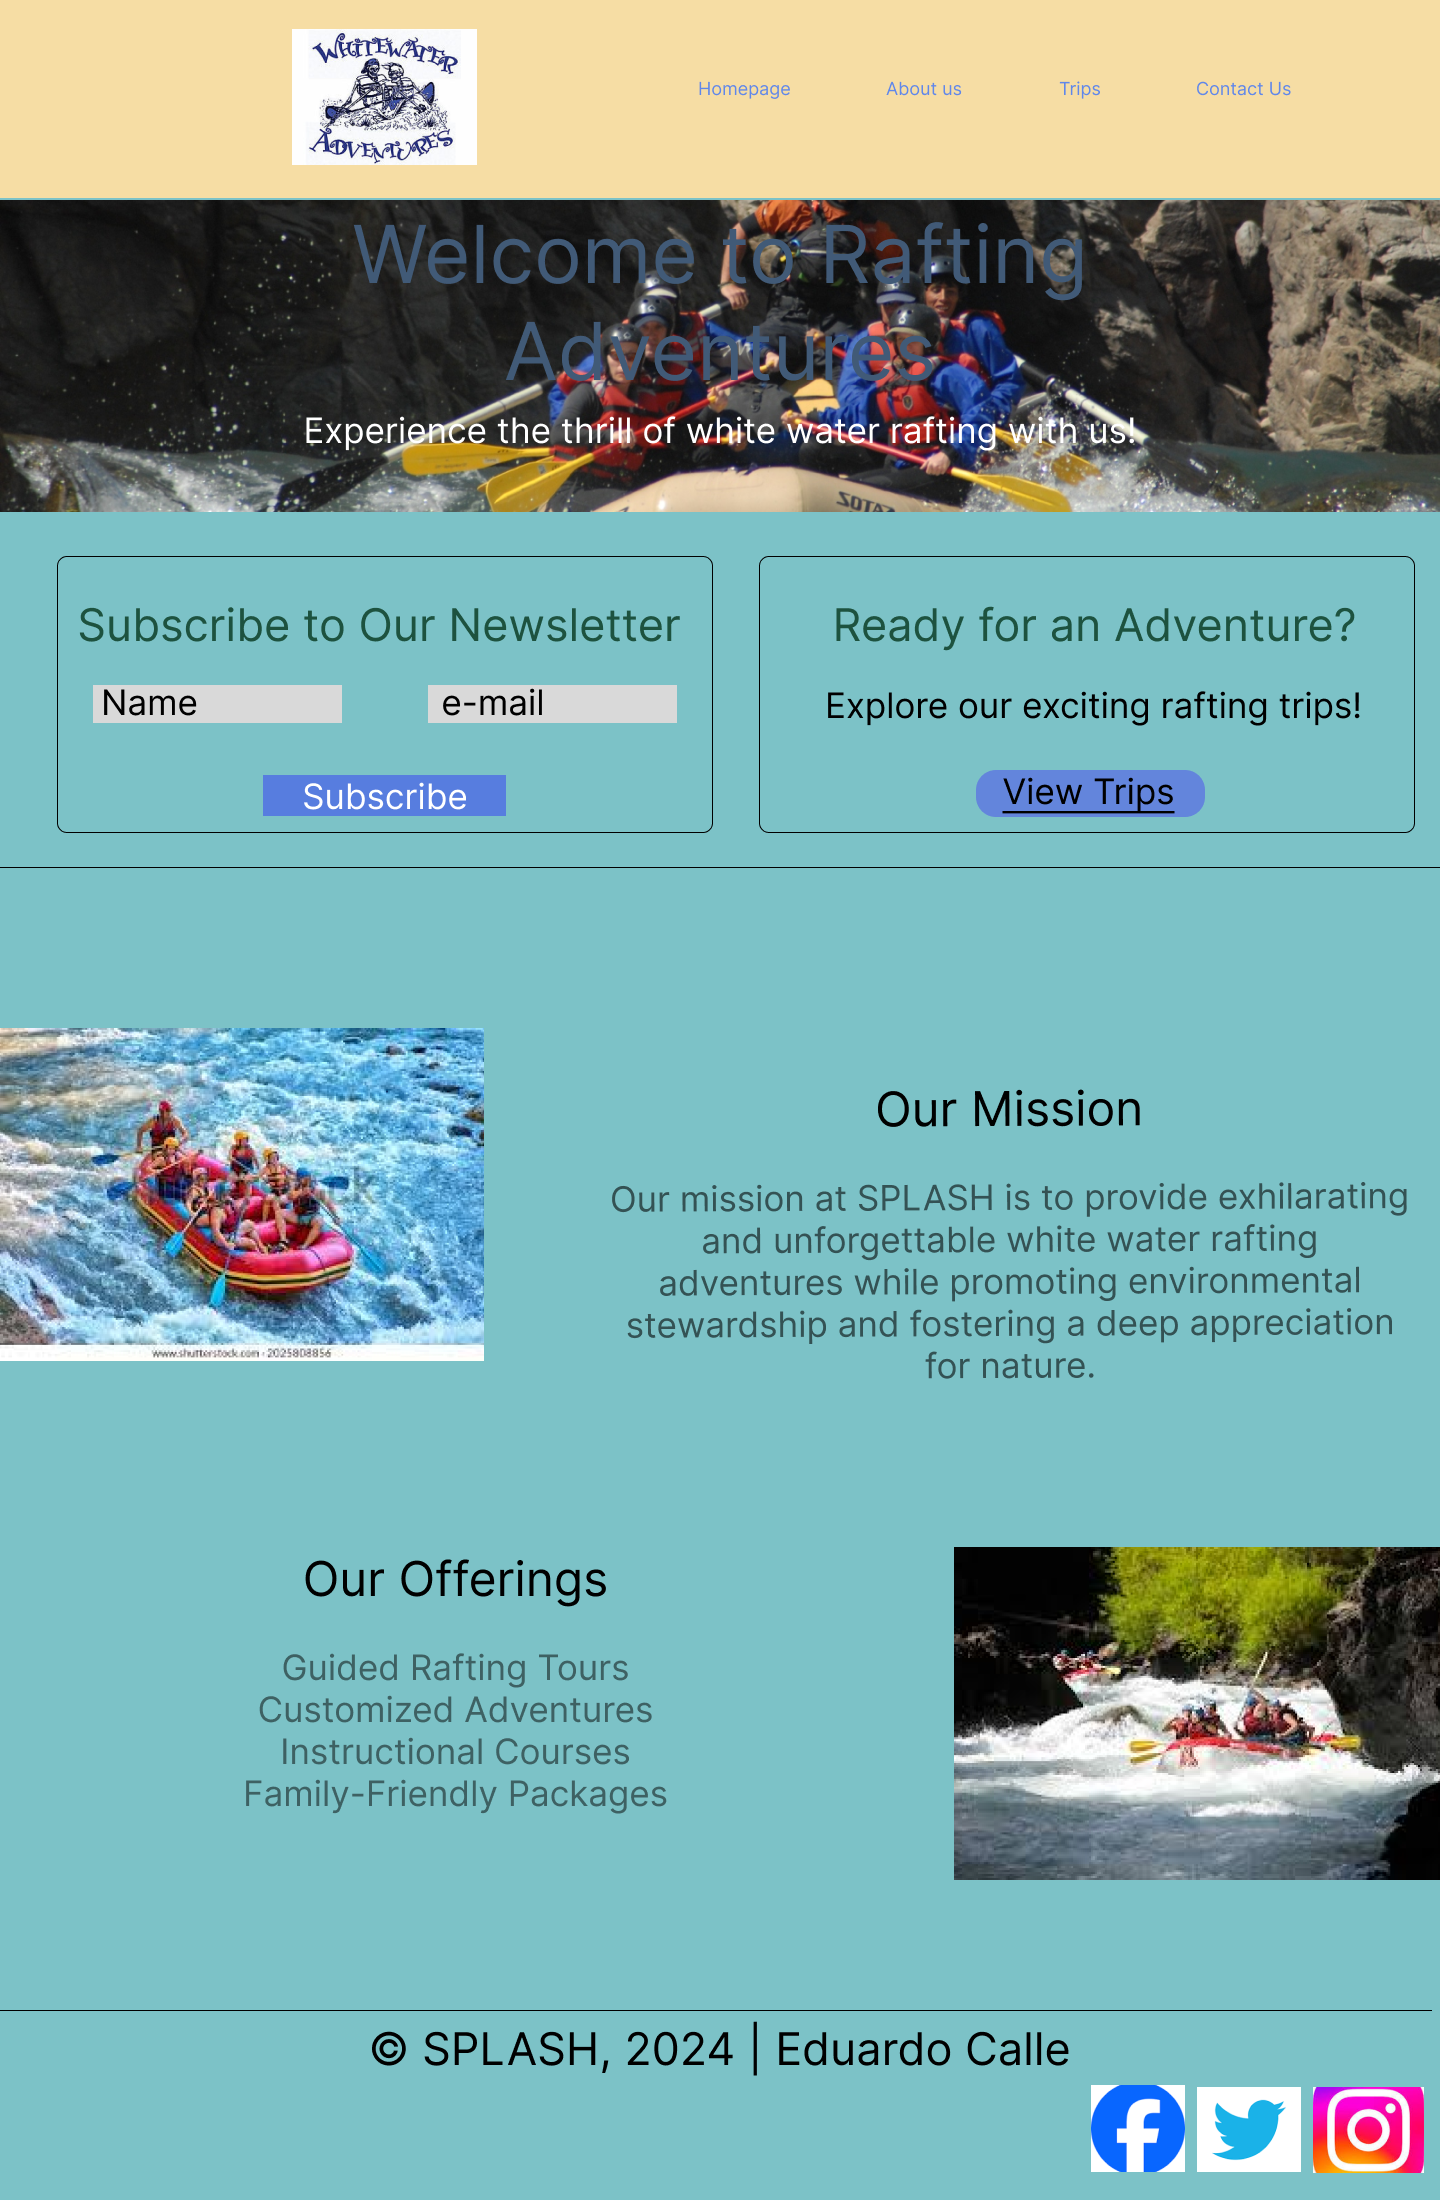 WHITEWATER
ADVENTURES
Homepage
About us
Trips
Contact Us
Welcome to Rafting
Adventures
Experience the thrill of white water rafting with us!
Subscribe to Our Newsletter
Name
e-mail
Subscribe
Ready for an Adventure?
Explore our exciting rafting trips!
View Trips
www.shutterstock.com · 2025808856
Our Mission
Our mission at SPLASH is to provide exhilarating
and unforgettable white water rafting
adventures while promoting environmental
stewardship and fostering a deep appreciation
for nature.
Our Offerings
Guided Rafting Tours
Customized Adventures
Instructional Courses
Family-Friendly Packages
© SPLASH, 2024 | Eduardo Calle